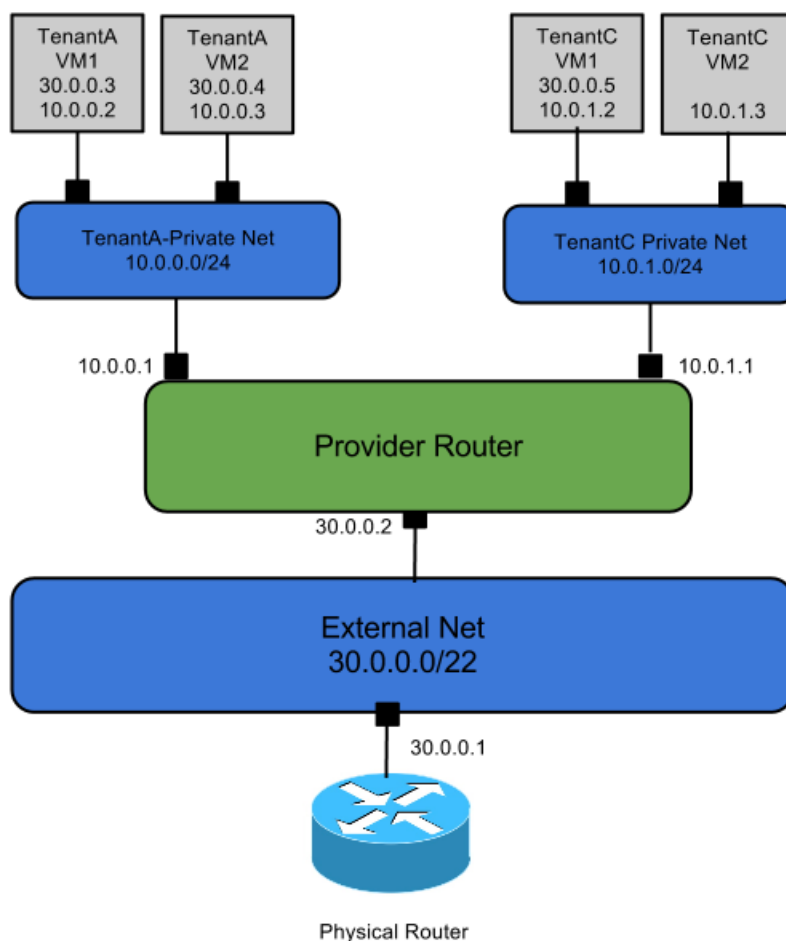 TenantA
VM1
30.0.0.3
10.0.0.2
TenantA
VM2
30.0.0.4
10.0.0.3
TenantC
VM1
30.0.0.5
10.0.1.2
TenantC
VM2
10.0.1.3
TenantA-Private Net
10.0.0.0/24
TenantC Private Net
10.0.1.0/24
10.0.0.1
10.0.1.1
Provider Router
30.0.0.2
External Net
30.0.0.0/22
30.0.0.1
Physical Router